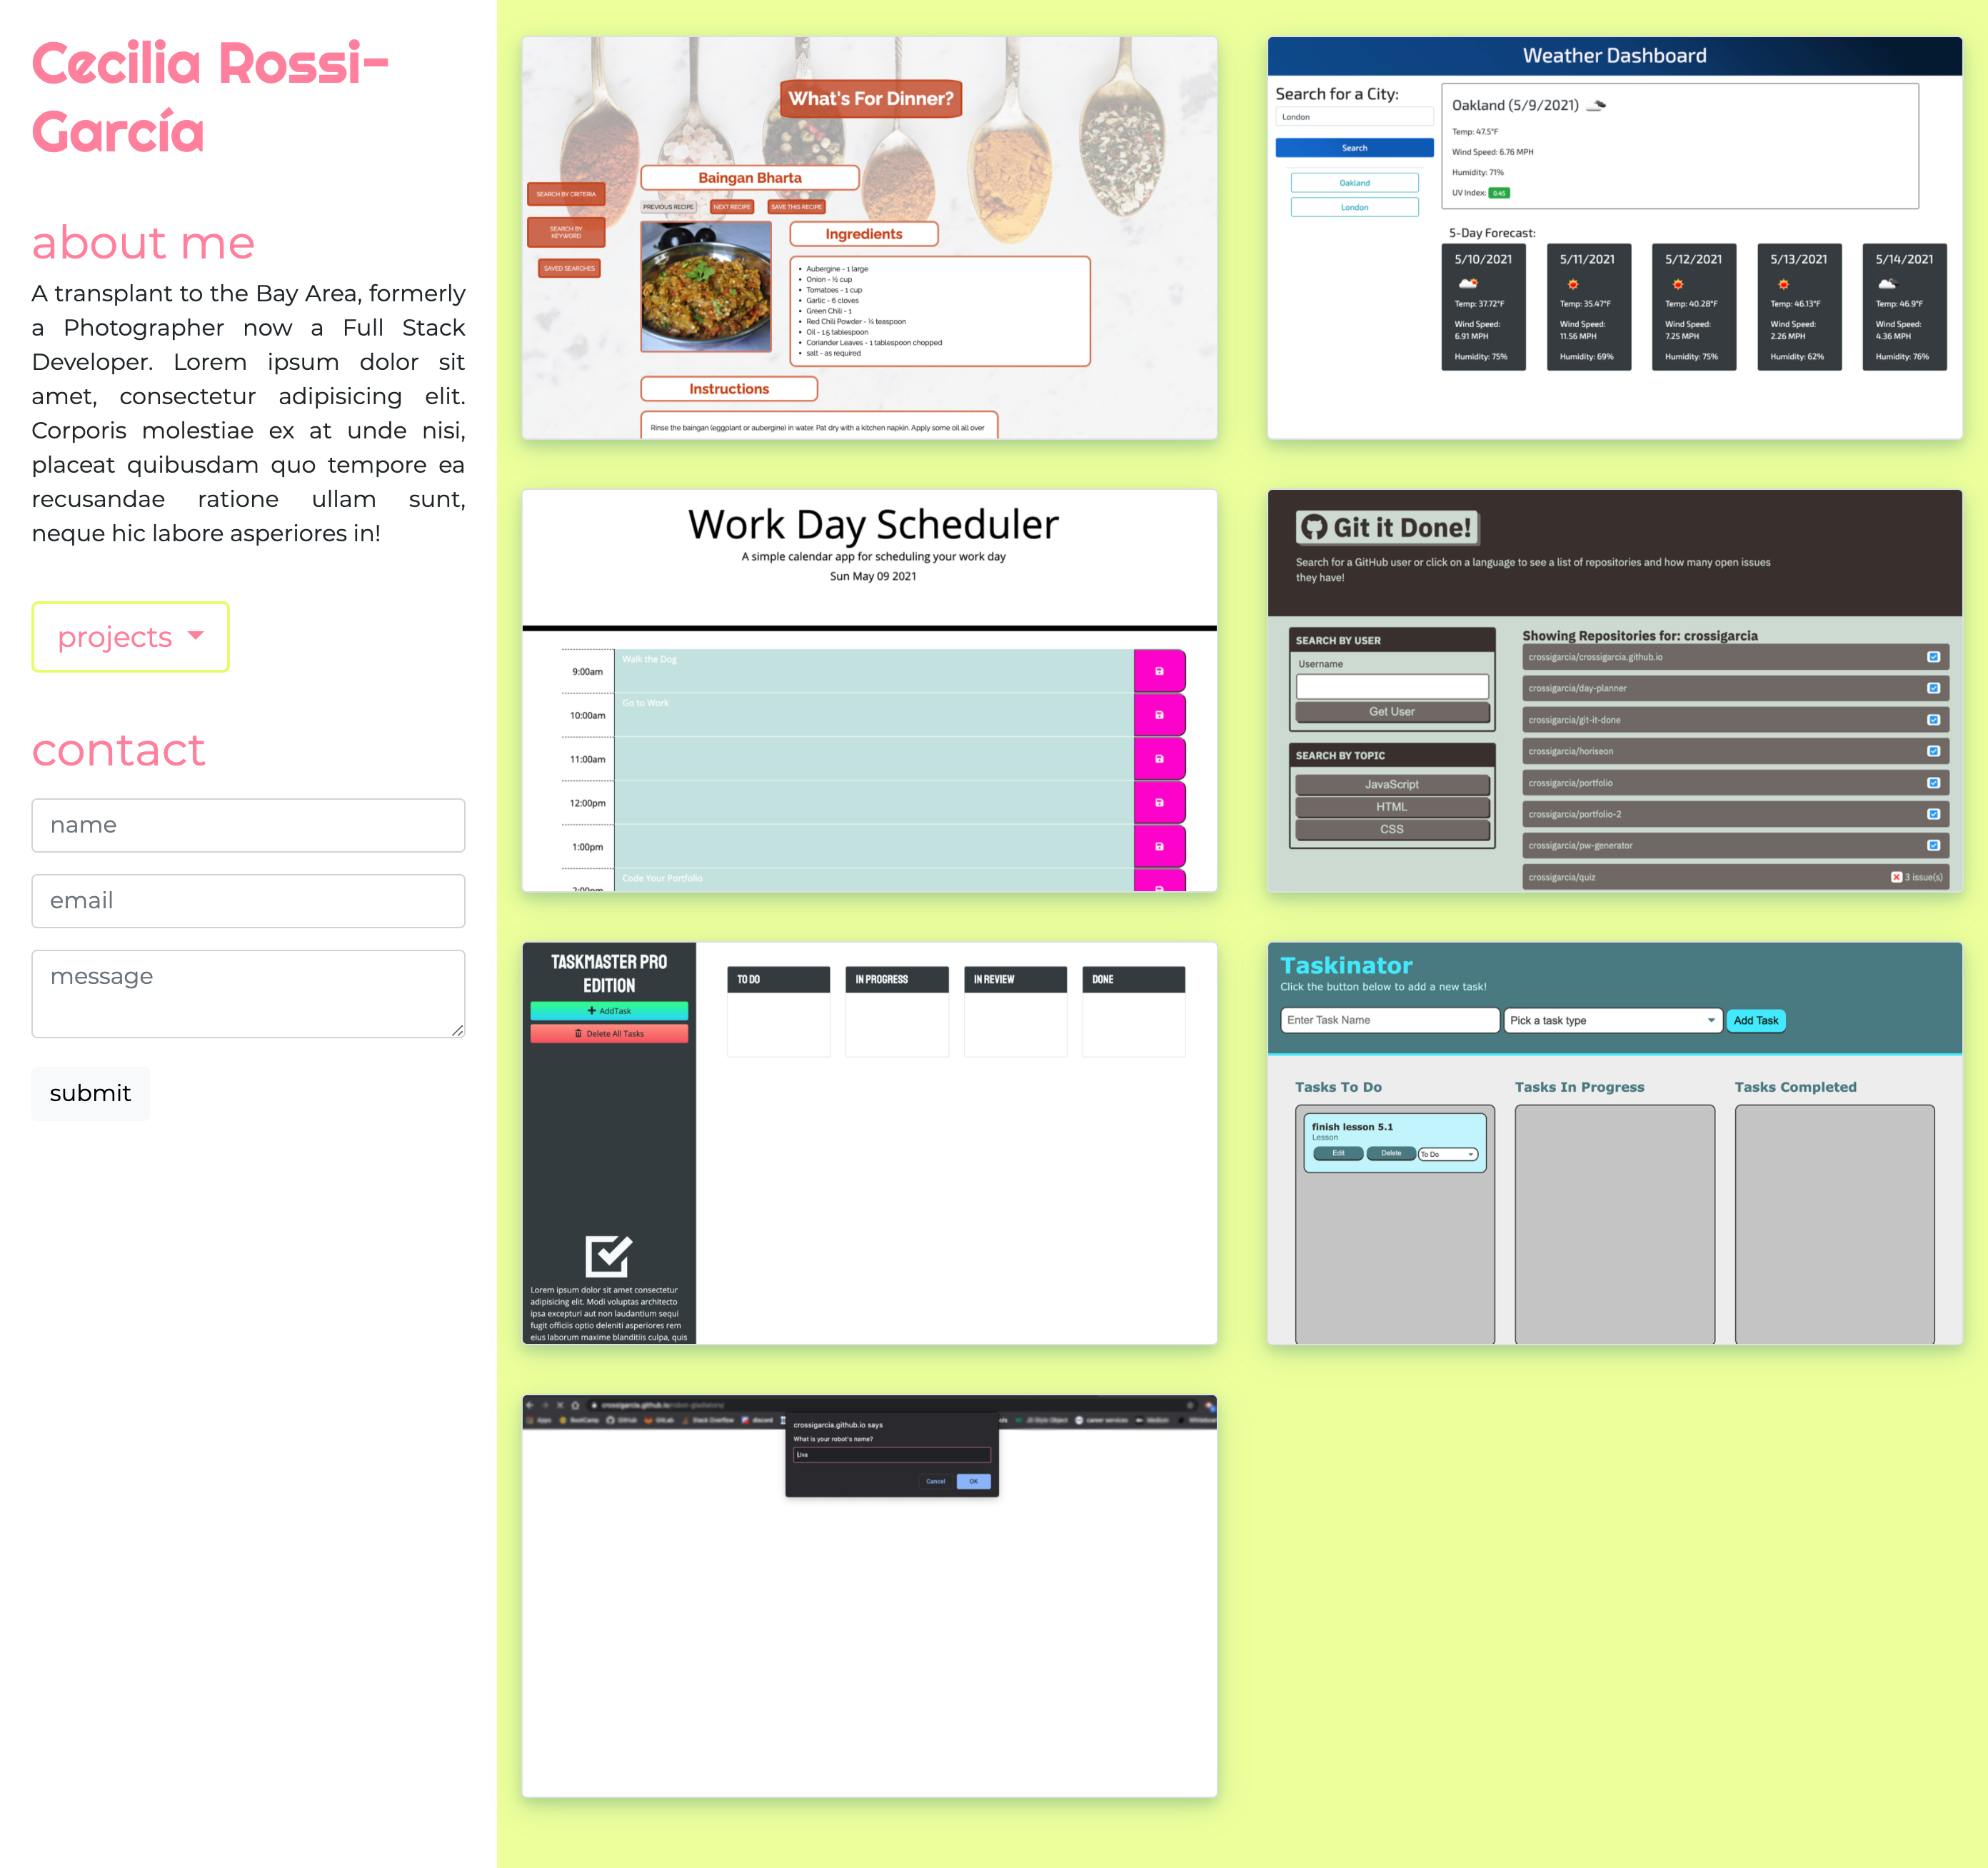 Cecilia Rossi-
García
about me
A transplant to the Bay Area, formerly
a Photographer now a Full Stack
Developer. Lorem ipsum dolor sit
amet, consectetur adipisicing elit.
Corporis molestiae ex at unde nisi,
placeat quibusdam quo tempore ea
recusandae ratione ullam sunt,
neque hic labore asperiores in!
projects
contact
name
email
message
submit
What's For Dinner?
Baingan Bharta
SEARCH BY CRITERIA
SEARCH BY
KEYWORD
SAVED SEARCHES
PREVIOUS RECIPE
NEXT RECIPE
SAVE THIS RECIPE
Ingredients
Aubergine - 1 large
Onion - ½ cup
Tomatoes - 1 cup
Garlic - 6 cloves
Green Chili - 1
Red Chili Powder - ¼ teaspoon
Oil - 1.5 tablespoon
Coriander Leaves - 1 tablespoon chopped
salt - as required
Instructions
Rinse the baingan (eggplant or aubergine) in water. Pat dry with a kitchen napkin. Apply some oil all over
Weather Dashboard
Search for a City:
London
Search
Oakland
London
Oakland (5/9/2021)
Temp: 47.5°F
Wind Speed: 6.76 MPH
Humidity: 71%
UV Index: 0.45
5-Day Forecast:
5/10/2021
Temp: 37.72°F
Wind Speed:
6.91 MPH
Humidity: 75%
5/11/2021
Temp: 35.47°F
Wind Speed:
11.56 MPH
Humidity: 69%
5/12/2021
Temp: 40.28°F
Wind Speed:
7.25 MPH
Humidity: 75%
5/13/2021
Temp: 46.13°F
Wind Speed:
2.26 MPH
Humidity: 62%
5/14/2021
Temp: 46.9°F
Wind Speed:
4.36 MPH
Humidity: 76%
Work Day Scheduler
A simple calendar app for scheduling your work day
Sun May 09 2021
9:00am
Walk the Dog
10:00am
Go to Work
11:00am
12:00pm
1:00pm
2:00pm
Code Your Portfolio
Git it Done!
Search for a GitHub user or click on a language to see a list of repositories and how many open issues
they have!
SEARCH BY USER
Username
Get User
SEARCH BY TOPIC
JavaScript
HTML
CSS
Showing Repositories for: crossigarcia
crossigarcia/crossigarcia.github.io
crossigarcia/day-planner
crossigarcia/git-it-done
crossigarcia/horiseon
crossigarcia/portfolio
crossigarcia/portfolio-2
crossigarcia/pw-generator
crossigarcia/quiz
3 issue(s)
TASKMASTER PRO
EDITION
AddTask
Delete All Tasks
TO DO
IN PROGRESS
IN REVIEW
DONE
Lorem ipsum dolor sit amet consectetur
adipisicing elit. Modi voluptas architecto
ipsa excepturi aut non laudantium sequi
fugit officiis optio deleniti asperiores rem
eius laborum maxime blanditiis culpa, quis
Taskinator
Click the button below to add a new task!
Enter Task Name
Pick a task type
Add Task
Tasks To Do
finish lesson 5.1
Lesson
Edit
Delete
To Do
Tasks In Progress
Tasks Completed
crossigarcia.github.io/robot-gladiators/
Apps
BootCamp
GitHub
GitLab
Stack Overflow
discord
JS Style Object
career services
Medium
crossigarcia.github.io says
What is your robot's name?
Cancel
OK